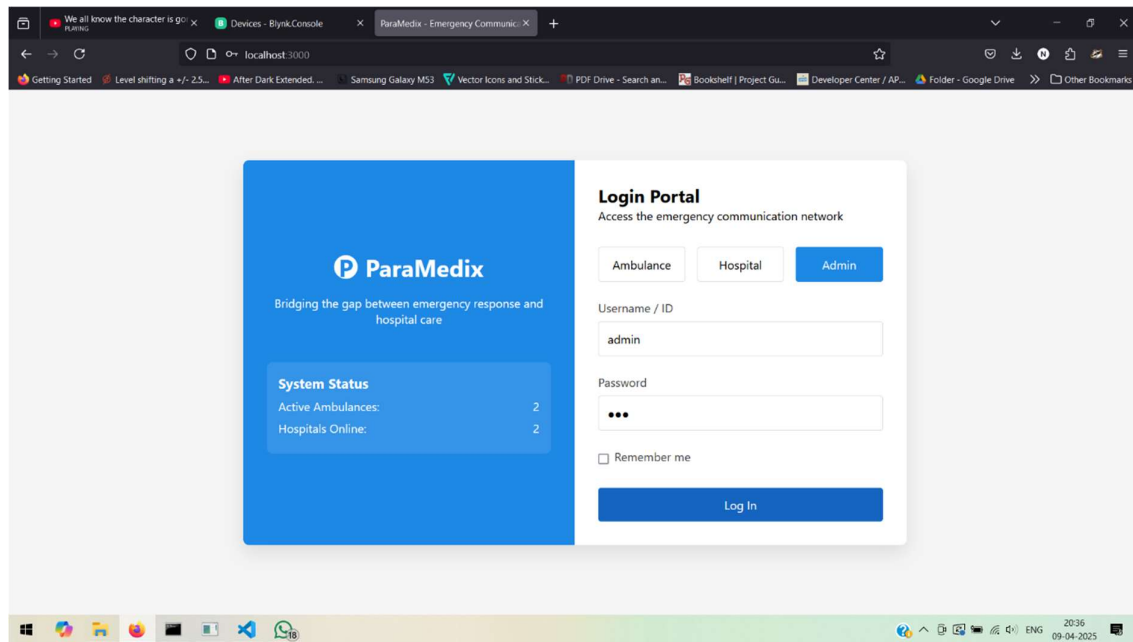 We all know the character is goi
PLAYING
Devices - Blynk.Console
ParaMedix - Emergency Communic
localhost:3000
Getting Started
Level shifting a +/- 2.5...
After Dark Extended. ...
Samsung Galaxy M53
Vector Icons and Stick...
PDF Drive - Search an...
Bookshelf | Project Gu...
Developer Center / AP...
Folder - Google Drive
Other Bookmarks
P ParaMedix
Bridging the gap between emergency response and
hospital care
System Status
Active Ambulances: 2
Hospitals Online: 2
Login Portal
Access the emergency communication network
Ambulance
Hospital
Admin
Username / ID
admin
Password
Remember me
Log In
18
ENG
20:36
09-04-2025